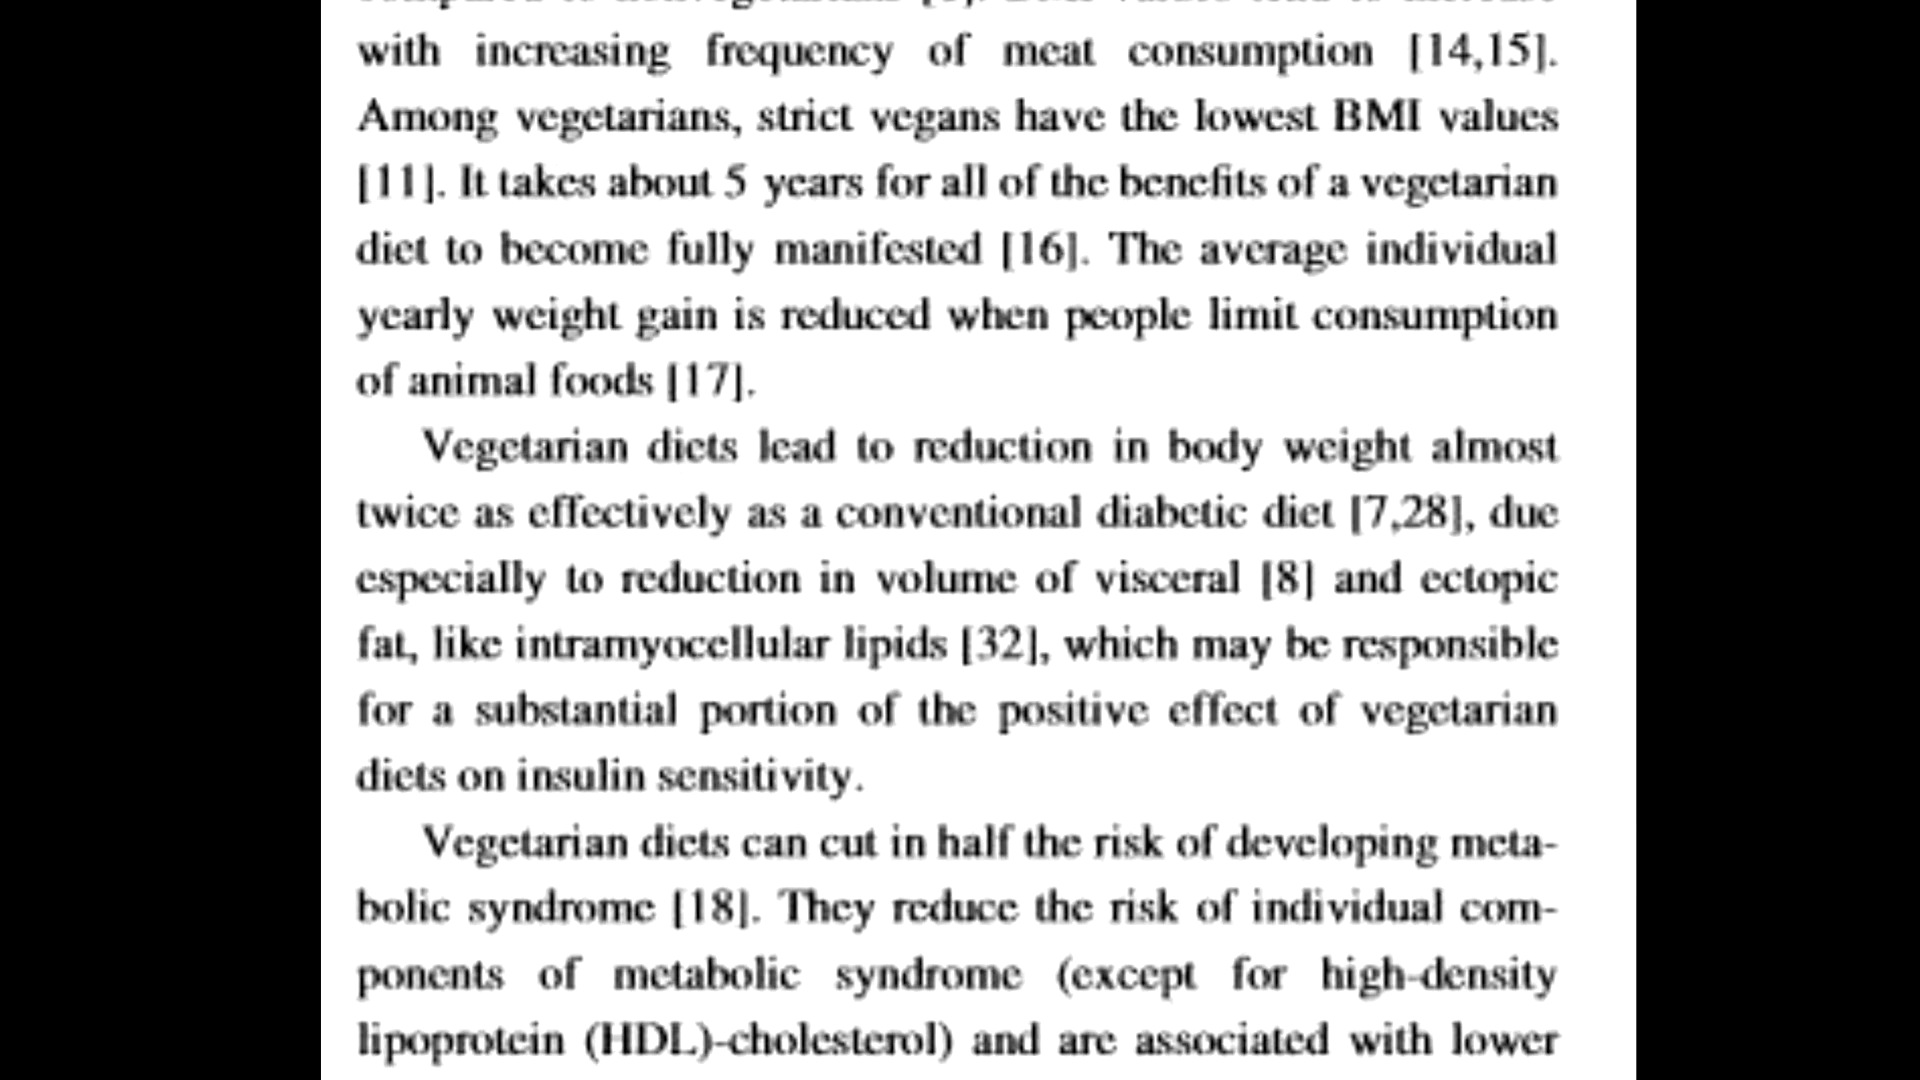 with increasing frequency of meat consumption [14,15].
Among vegetarians, strict vegans have the lowest BMI values
[11]. It takes about 5 years for all of the benefits of a vegetarian
diet to become fully manifested [16]. The average individual
yearly weight gain is reduced when people limit consumption
of animal foods [17].
Vegetarian diets lead to reduction in body weight almost
twice as effectively as a conventional diabetic diet [7,28], due
especially to reduction in volume of visceral [8] and ectopic
fat, like intramyocellular lipids [32], which may be responsible
for a substantial portion of the positive effect of vegetarian
diets on insulin sensitivity.
Vegetarian diets can cut in half the risk of developing meta-
bolic syndrome [18]. They reduce the risk of individual com-
ponents of metabolic syndrome (except for high-density
lipoprotein (HDL)-cholesterol) and are associated with lower